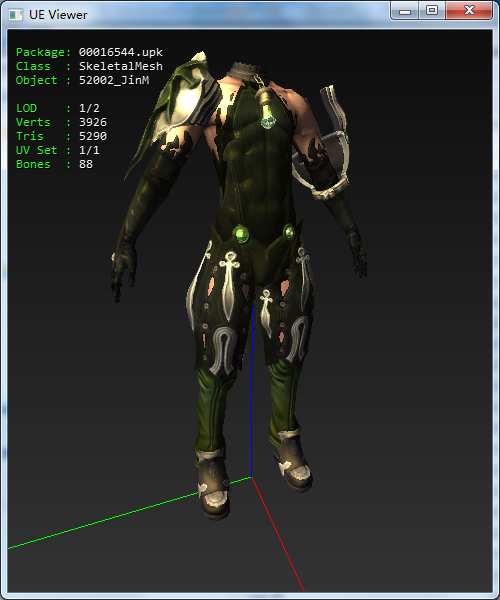 UE Viewer
Package: 00016544.upk
Class : SkeletalMesh
Object : 52002_JinM
LOD : 1/2
Verts : 3926
Tris : 5290
UV Set : 1/1
Bones : 88